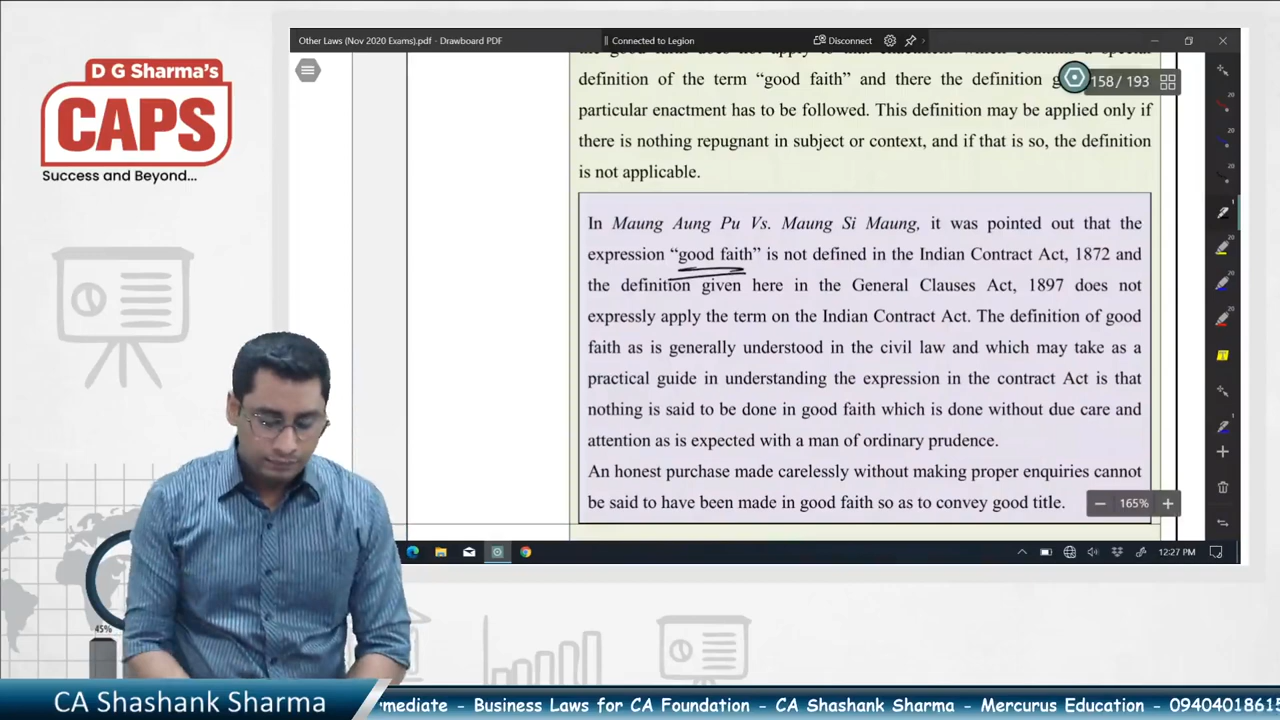 D G Sharma's
CAPS
Success and Beyond...
Other Laws (Nov 2020 Exams).pdf - Drawboard PDF
Connected to Legion
Disconnect
158 / 193
definition of the term “good faith” and there the definition
particular enactment has to be followed. This definition may be applied only if
there is nothing repugnant in subject or context, and if that is so, the definition
is not applicable.
In Maung Aung Pu Vs. Maung Si Maung, it was pointed out that the
expression “good faith” is not defined in the Indian Contract Act, 1872 and
the definition given here in the General Clauses Act, 1897 does not
expressly apply the term on the Indian Contract Act. The definition of good
faith as is generally understood in the civil law and which may take as a
practical guide in understanding the expression in the contract Act is that
nothing is said to be done in good faith which is done without due care and
attention as is expected with a man of ordinary prudence.
An honest purchase made carelessly without making proper enquiries cannot
be said to have been made in good faith so as to convey good title.
165%
12:27 PM
45%
CA Shashank Sharma
mediate - Business Laws for CA Foundation - CA Shashank Sharma - Mercurus Education - 0940401861